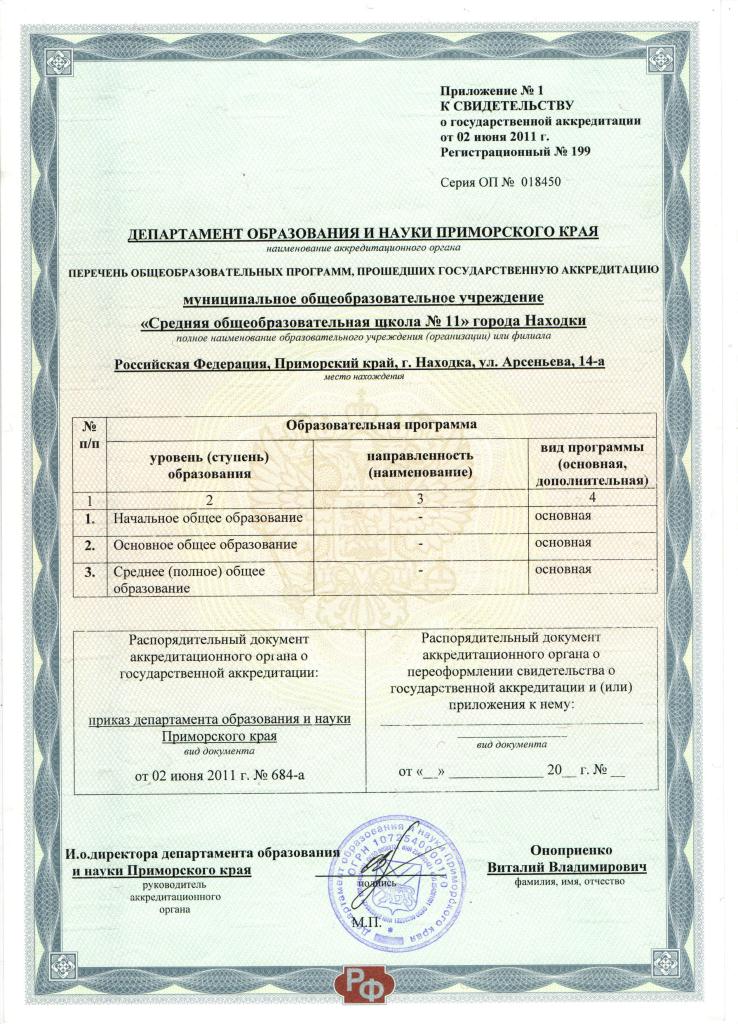 Приложение № 1
К СВИДЕТЕЛЬСТВУ
о государственной аккредитации
от 02 июня 2011 г.
Регистрационный № 199
Серия ОП № 018450
ДЕПАРТАМЕНТ ОБРАЗОВАНИЯ И НАУКИ ПРИМОРСКОГО КРАЯ
наименование аккредитационного органа
ПЕРЕЧЕНЬ ОБЩЕОБРАЗОВАТЕЛЬНЫХ ПРОГРАММ, ПРОШЕДШИХ ГОСУДАРСТВЕННУЮ АККРЕДИТАЦИЮ
муниципальное общеобразовательное учреждение
«Средняя общеобразовательная школа № 11» города Находки
полное наименование образовательного учреждения (организации) или филиала
Российская Федерация, Приморский край, г. Находка, ул. Арсеньева, 14-а
место нахождения
№ п/п Образовательная программа
уровень (ступень) образования направленность (наименование) вид программы (основная, дополнительная)
1 2 3 4
1. Начальное общее образование - основная
2. Основное общее образование - основная
3. Среднее (полное) общее образование - основная
Распорядительный документ
аккредитационного органа о
государственной аккредитации:
приказ департамента образования и науки
Приморского края
вид документа
от 02 июня 2011 г. № 684-а
Распорядительный документ
аккредитационного органа о
переоформлении свидетельства о
государственной аккредитации и (или)
приложения к нему:
вид документа
от «__» ______________ 20__ г. № __
И.о.директора департамента образования
и науки Приморского края
руководитель
аккредитационного
органа
подпись
М.П.
Оноприенко
Виталий Владимирович
фамилия, имя, отчество
Департамент образования и науки Приморского края
РФ